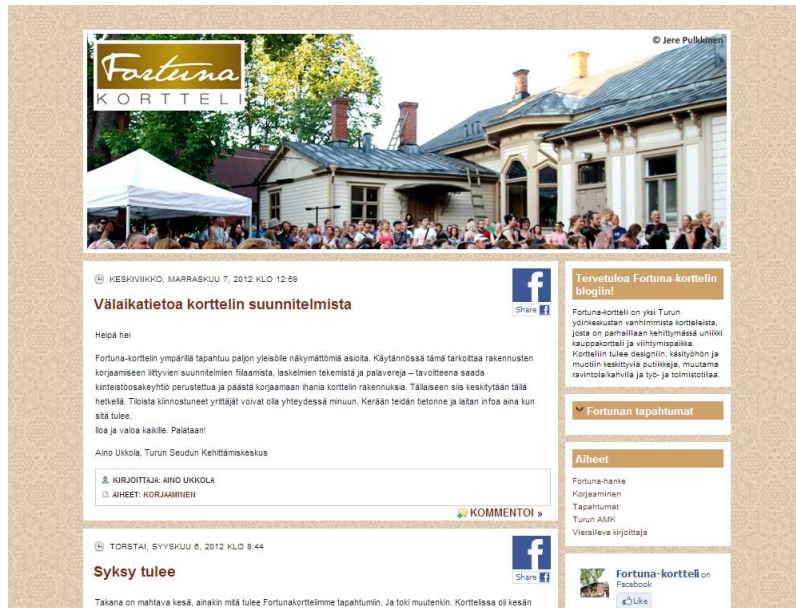 © Jere Pulkkinen
Fortuna
KORTTELI
KESKIVIIKKO, MARRASKUU 7, 2012 KLO 12:59
Välaikatietoa korttelin suunnitelmista
Share
Heipä hei
Fortuna-korttelin ympärillä tapahtuu paljon yleisölle näkymättömiä asioita. Käytännössä tämä tarkoittaa rakennusten
korjaamiseen liittyvien suunnitelmien fiilaamista, laskelmien tekemistä ja palavereja – tavoitteena saada
kiinteistöosakeyhtiö perustettua ja päästä korjaamaan ihania korttelin rakennuksia. Tällaiseen siis keskitytään tällä
hetkellä. Tiloista kiinnostuneet yrittäjät voivat olla yhteydessä minuun. Kerään teidän tietonne ja laitan infoa aina kun
sitä tulee.
Iloa ja valoa kaikille. Palataan!
Aino Ukkola, Turun Seudun Kehittämiskeskus
KIRJOITTAJA: AINO UKKOLA
AIHEET: KORJAAMINEN
KOMMENTOI »
TORSTAI, SYYSKUU 6, 2012 KLO 8:44
Syksy tulee
Share
Takana on mahtava kesä, ainakin mitä tulee Fortunakorttelimme tapahtumiin. Ja toki muutenkin. Korttelissa oli kesän
Tervetuloa Fortuna-korttelin
blogiin!
Fortuna-kortteli on yksi Turun
ydinkeskustan vanhimmista kortteleista,
josta on parhaillaan kehittymässä uniikki
kauppakortteli ja viihtymispaikka.
Kortteliin tulee designiin, käsityöhön ja
muotiin keskittyviä putiikkeja, muutama
ravintola/kahvila ja työ- ja toimistotilaa.
Fortunan tapahtumat
Aiheet
Fortuna-hanke
Korjaaminen
Tapahtumat
Turun AMK
Vieraileva kirjoittaja
Fortuna-kortteli on
Facebook
Like